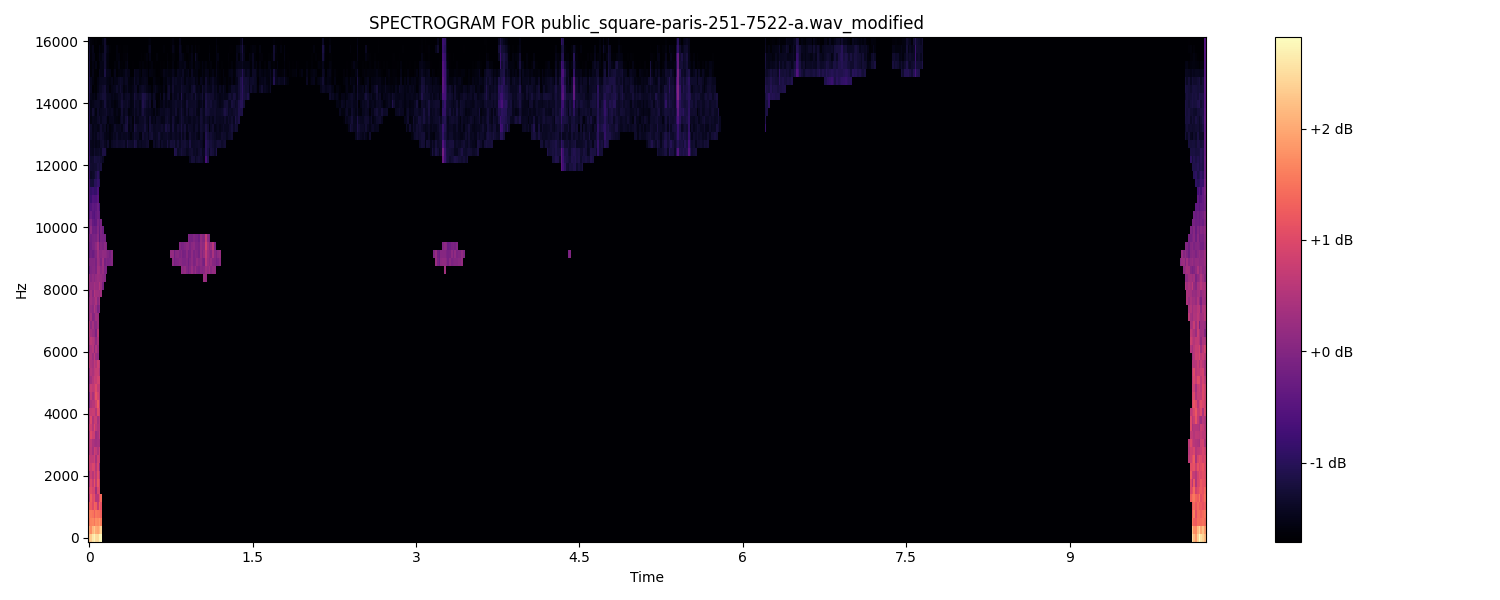 SPECTROGRAM FOR public_square-paris-251-7522-a.wav_modified
16000
14000
12000
10000
8000
6000
4000
2000
0
Hz
0 1.5 3 4.5 6 7.5 9
Time
+2 dB
+1 dB
+0 dB
-1 dB